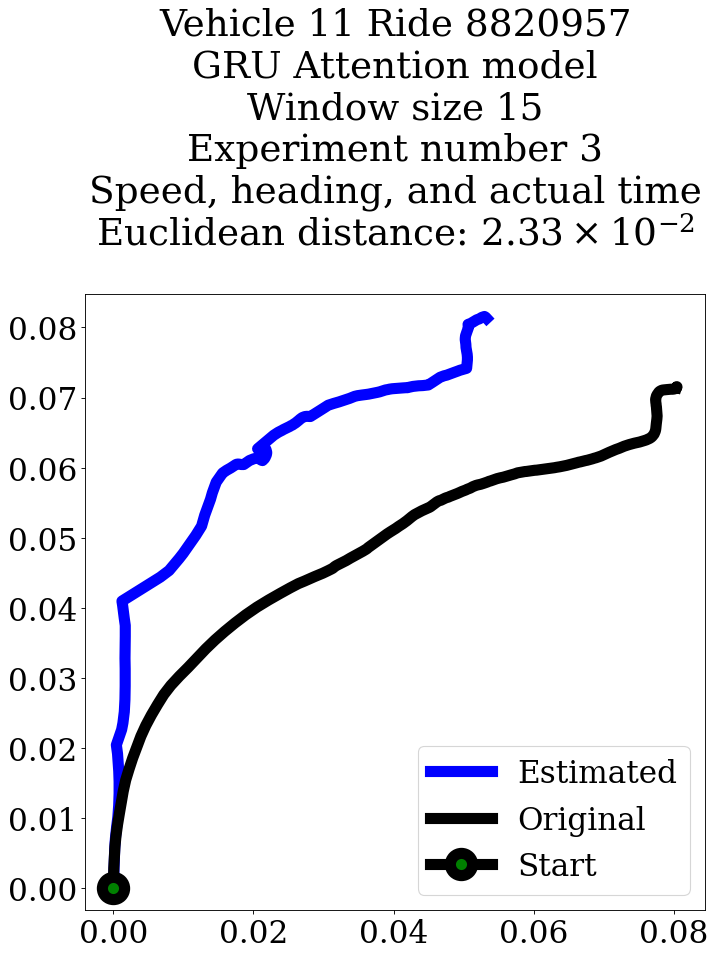 Vehicle 11 Ride 8820957
GRU Attention model
Window size 15
Experiment number 3
Speed, heading, and actual time
Euclidean distance: 2.33 × 10⁻²
0.08
0.07
0.06
0.05
0.04
0.03
0.02
0.01
0.00
Estimated
Original
Start
0.00 0.02 0.04 0.06 0.08